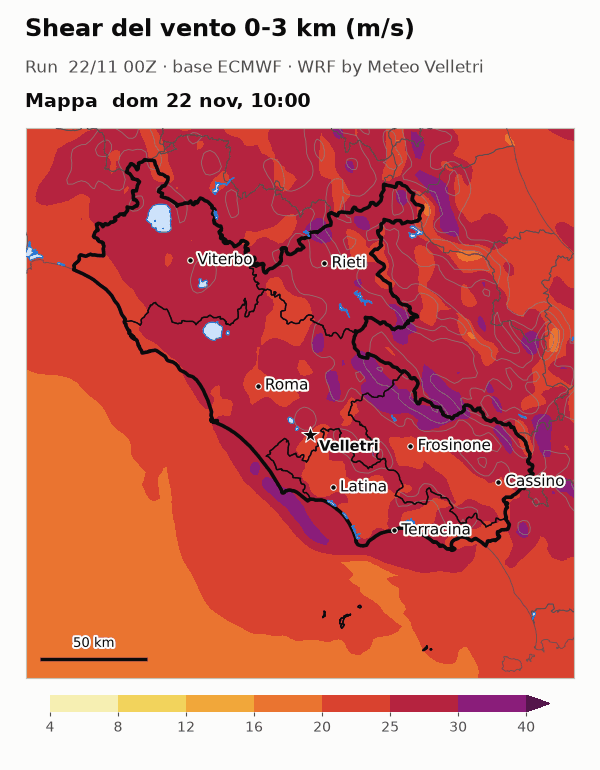 Shear del vento 0-3 km (m/s)
Run  22/11 00Z · base ECMWF · WRF by Meteo Velletri
Mappa  dom 22 nov, 10:00
Viterbo
Rieti
Roma
Velletri
Frosinone
Cassino
Latina
Terracina
50 km
4 8 12 16 20 25 30 40